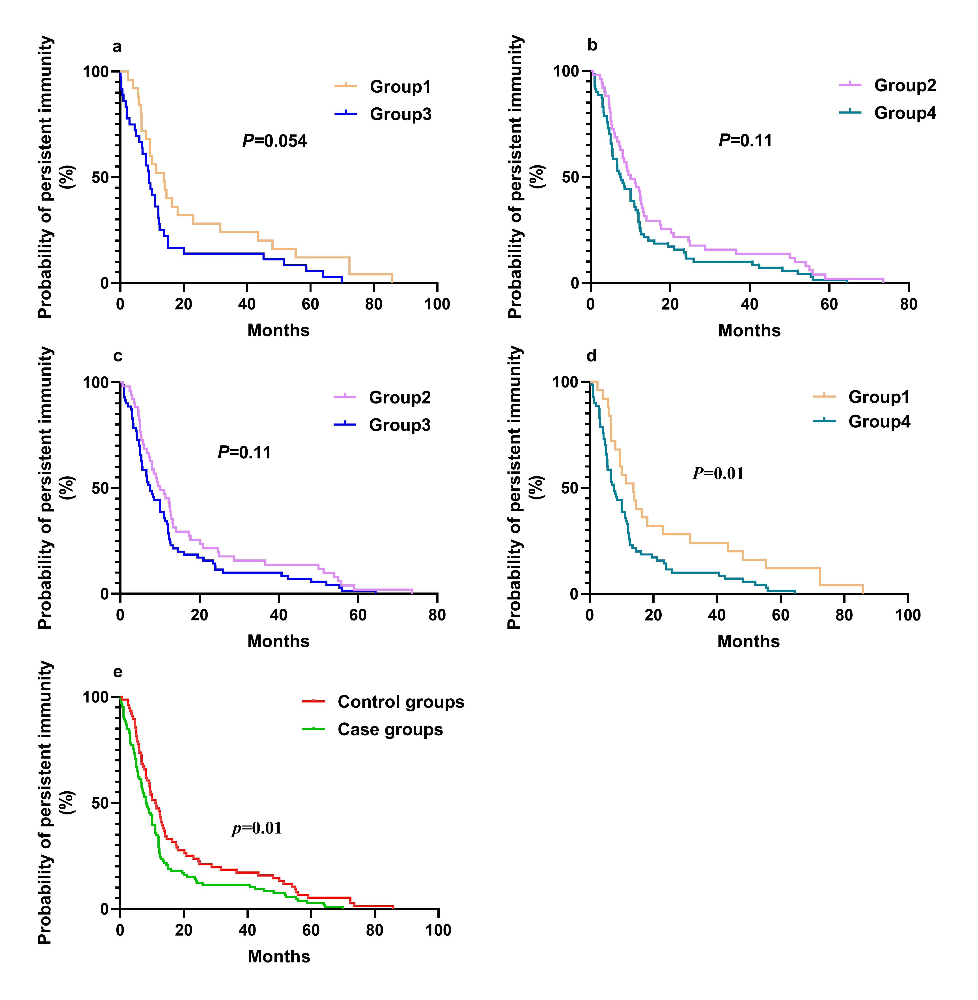 a
Probability of persistent immunity
(%)
100
50
0
Group1
Group3
P=0.054
0 20 40 60 80 100
Months
b
Probability of persistent immunity
(%)
100
50
0
Group2
Group4
P=0.11
0 20 40 60 80
Months
c
Probability of persistent immunity
(%)
100
50
0
Group2
Group3
P=0.11
0 20 40 60 80
Months
d
Probability of persistent immunity
(%)
100
50
0
Group1
Group4
P=0.01
0 20 40 60 80 100
Months
e
Probability of persistent immunity
(%)
100
50
0
Control groups
Case groups
p=0.01
0 20 40 60 80 100
Months